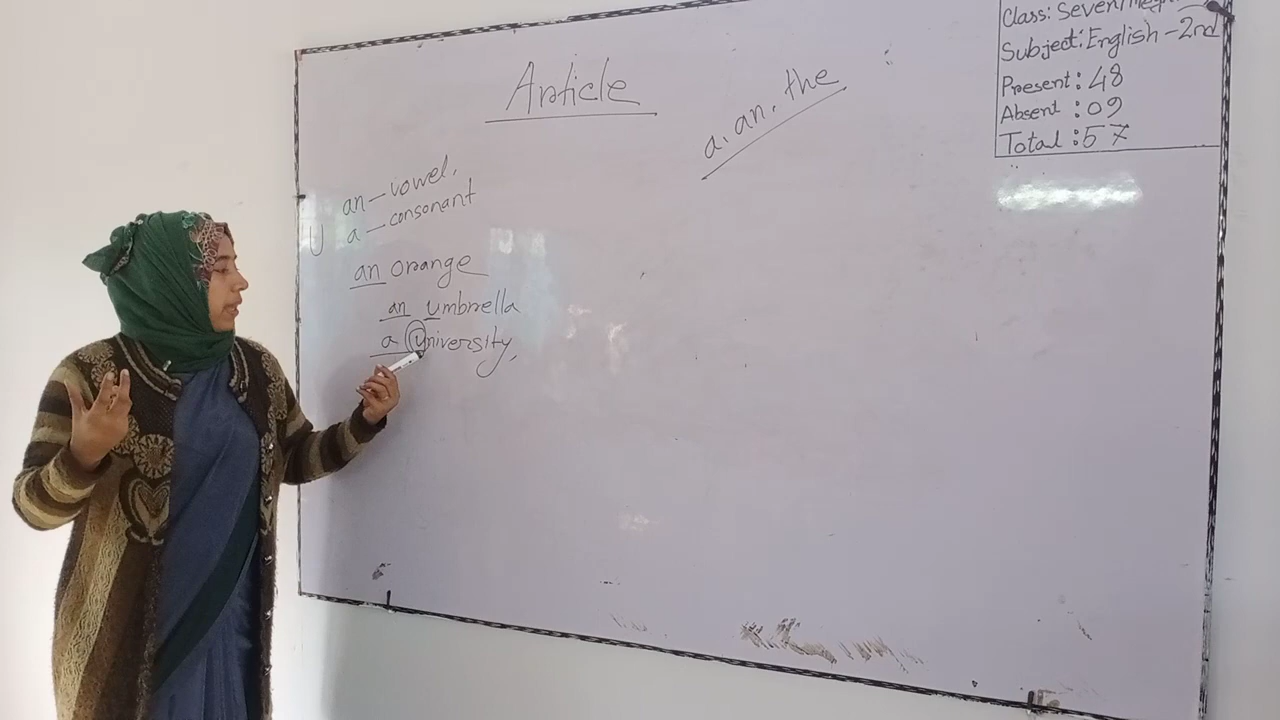 Article
a, an, the
Class: Seven
Subject: English - 2nd
Present : 48
Absent : 09
Total : 57
an – vowel,
U a – consonant
an orange
an umbrella
a university,